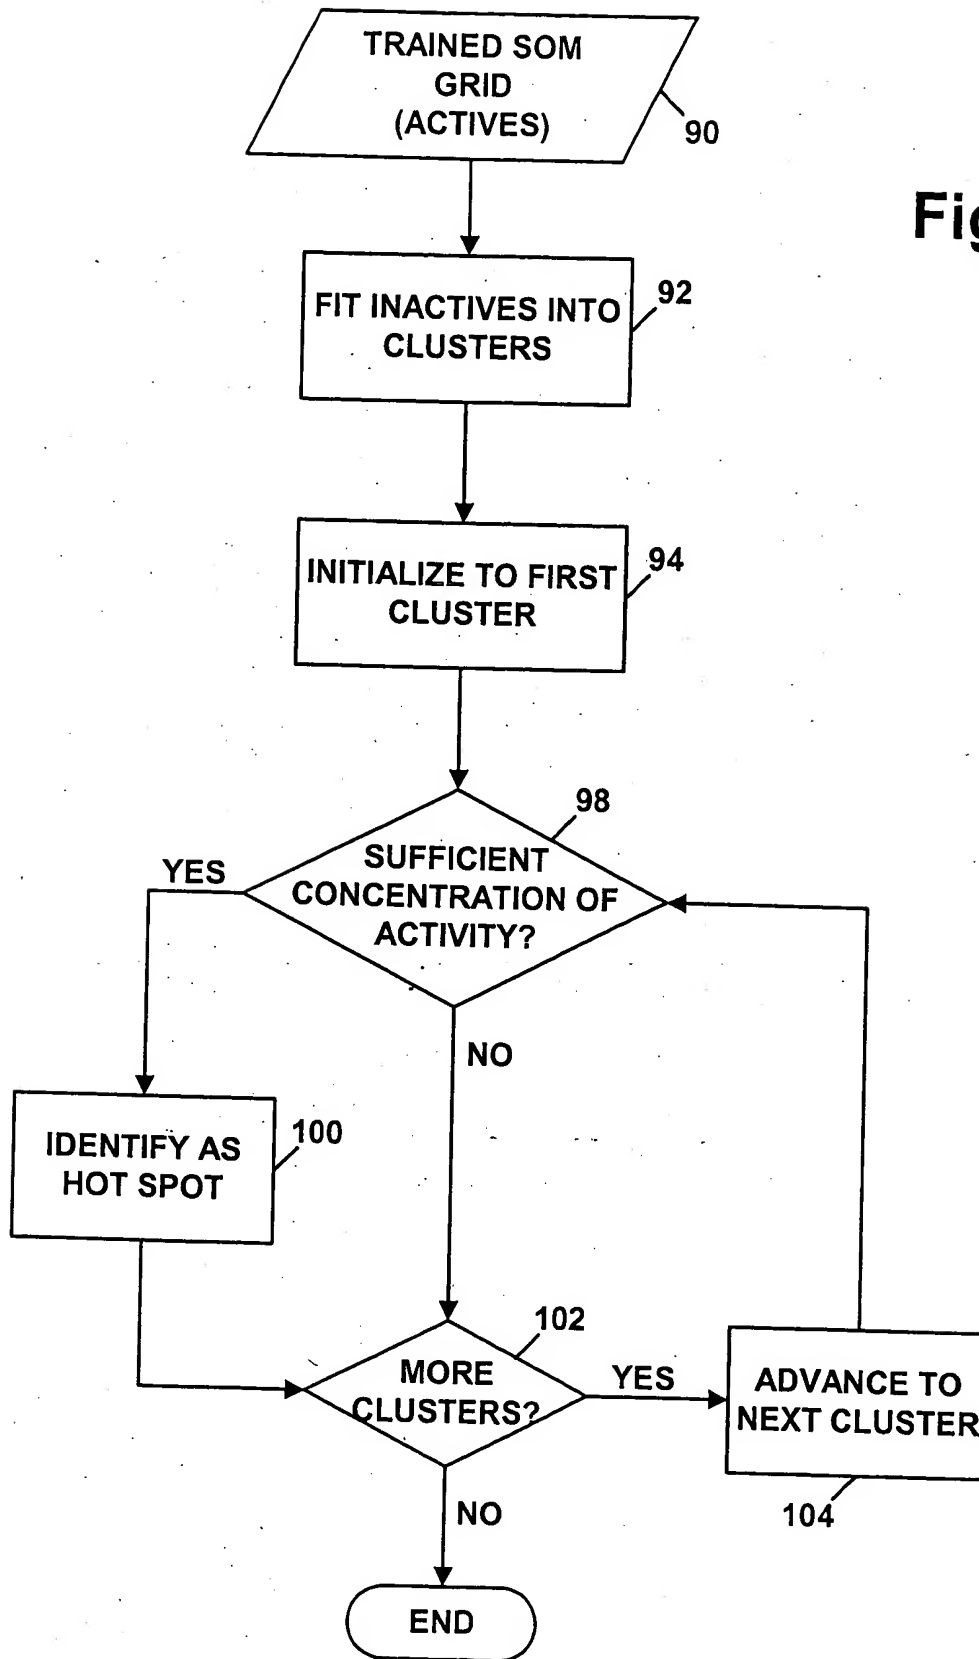 TRAINED SOM
GRID
(ACTIVES)
90
Fig
FIT INACTIVES INTO
CLUSTERS
92
INITIALIZE TO FIRST
CLUSTER
94
98
SUFFICIENT
CONCENTRATION OF
ACTIVITY?
YES
NO
IDENTIFY AS
HOT SPOT
100
102
MORE
CLUSTERS?
YES
ADVANCE TO
NEXT CLUSTER
104
NO
END